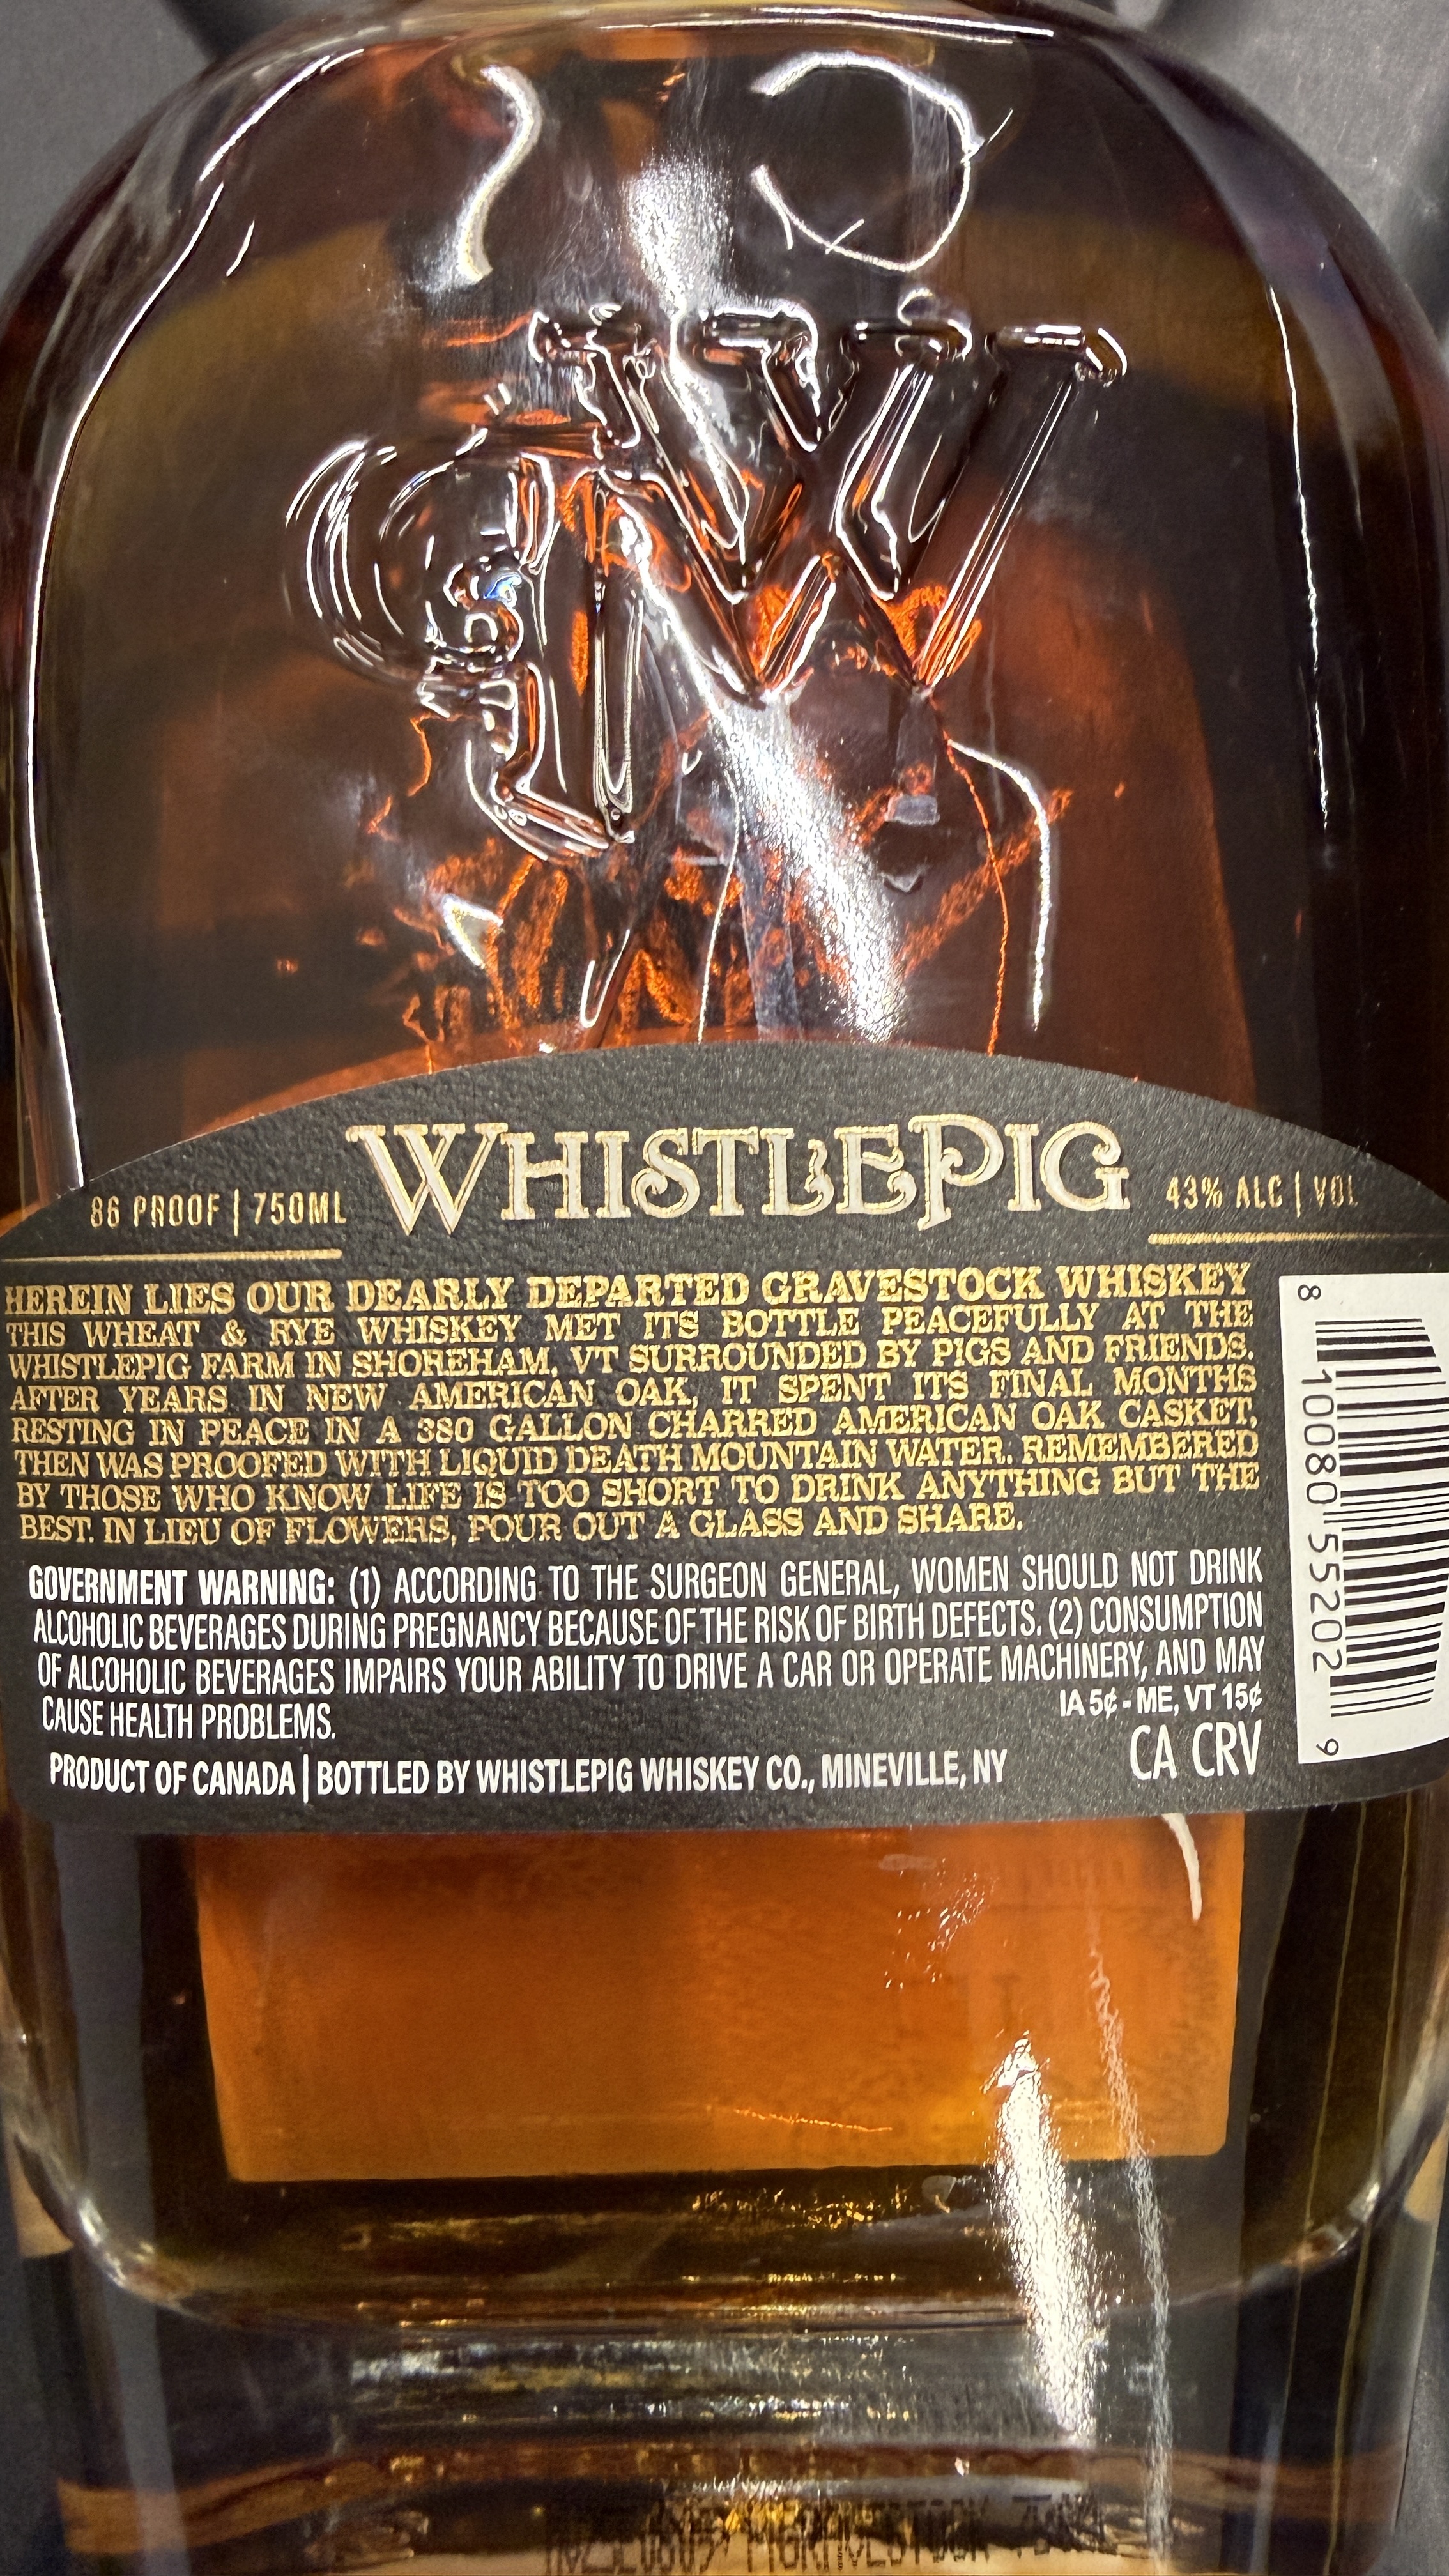 WHISTLEPIG
86 PROOF | 750ML
43% ALC | VOL
HEREIN LIES OUR DEARLY DEPARTED GRAVESTOCK WHISKEY
THIS WHEAT & RYE WHISKEY MET ITS BOTTLE PEACEFULLY AT THE
WHISTLEPIG FARM IN SHOREHAM, VT SURROUNDED BY PIGS AND FRIENDS.
AFTER YEARS IN NEW AMERICAN OAK, IT SPENT ITS FINAL MONTHS
RESTING IN PEACE IN A 380 GALLON CHARRED AMERICAN OAK CASKET,
THEN WAS PROOFED WITH LIQUID DEATH MOUNTAIN WATER. REMEMBERED
BY THOSE WHO KNOW LIFE IS TOO SHORT TO DRINK ANYTHING BUT THE
BEST. IN LIEU OF FLOWERS, POUR OUT A GLASS AND SHARE.
GOVERNMENT WARNING: (1) ACCORDING TO THE SURGEON GENERAL, WOMEN SHOULD NOT DRINK
ALCOHOLIC BEVERAGES DURING PREGNANCY BECAUSE OF THE RISK OF BIRTH DEFECTS. (2) CONSUMPTION
OF ALCOHOLIC BEVERAGES IMPAIRS YOUR ABILITY TO DRIVE A CAR OR OPERATE MACHINERY, AND MAY
CAUSE HEALTH PROBLEMS.
IA 5¢ - ME, VT 15¢
CA CRV
PRODUCT OF CANADA | BOTTLED BY WHISTLEPIG WHISKEY CO., MINEVILLE, NY
8 10080 55202 9